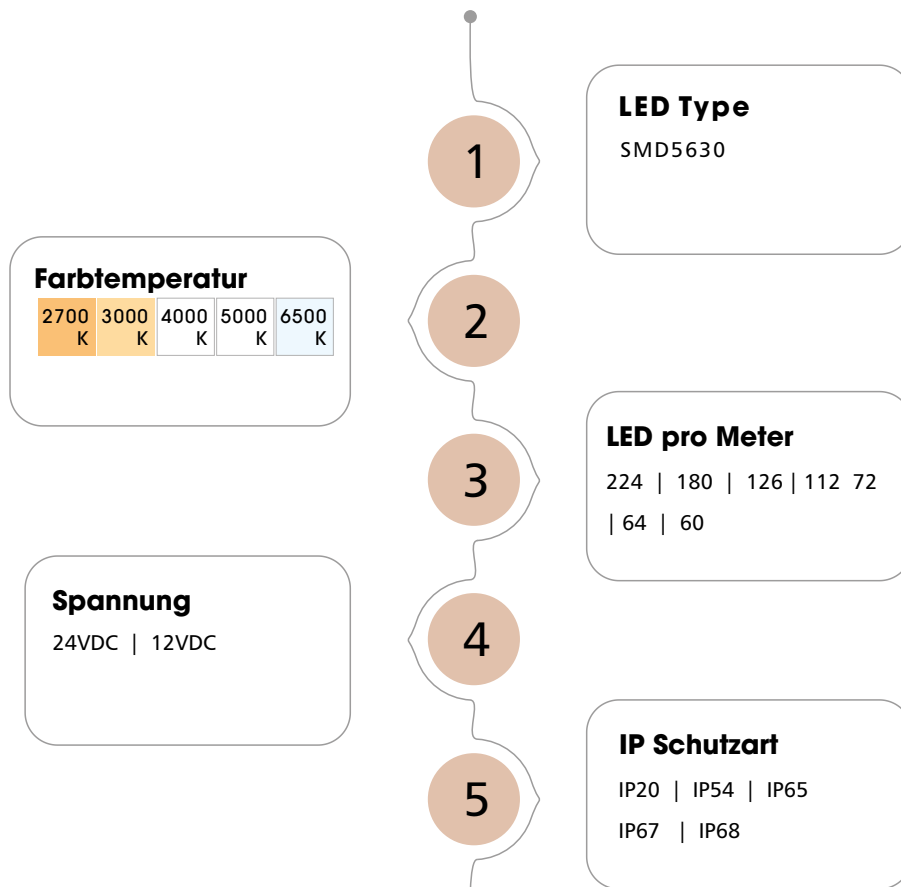 1
LED Type
SMD5630
2
Farbtemperatur
2700 K
3000 K
4000 K
5000 K
6500 K
3
LED pro Meter
224 | 180 | 126 | 112 72
| 64 | 60
4
Spannung
24VDC | 12VDC
5
IP Schutzart
IP20 | IP54 | IP65
IP67 | IP68